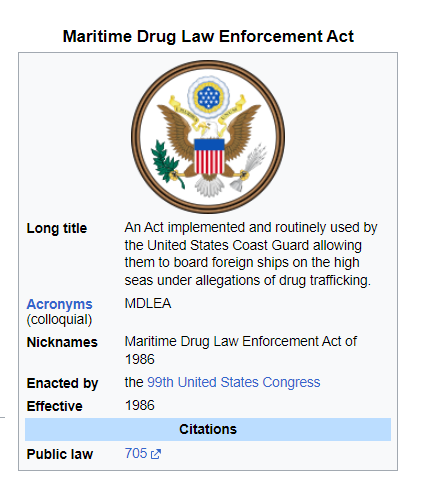 Maritime Drug Law Enforcement Act
Long title An Act implemented and routinely used by
the United States Coast Guard allowing
them to board foreign ships on the high
seas under allegations of drug trafficking.
Acronyms MDLEA
(colloquial)
Nicknames Maritime Drug Law Enforcement Act of
1986
Enacted by the 99th United States Congress
Effective 1986
Citations
Public law 705